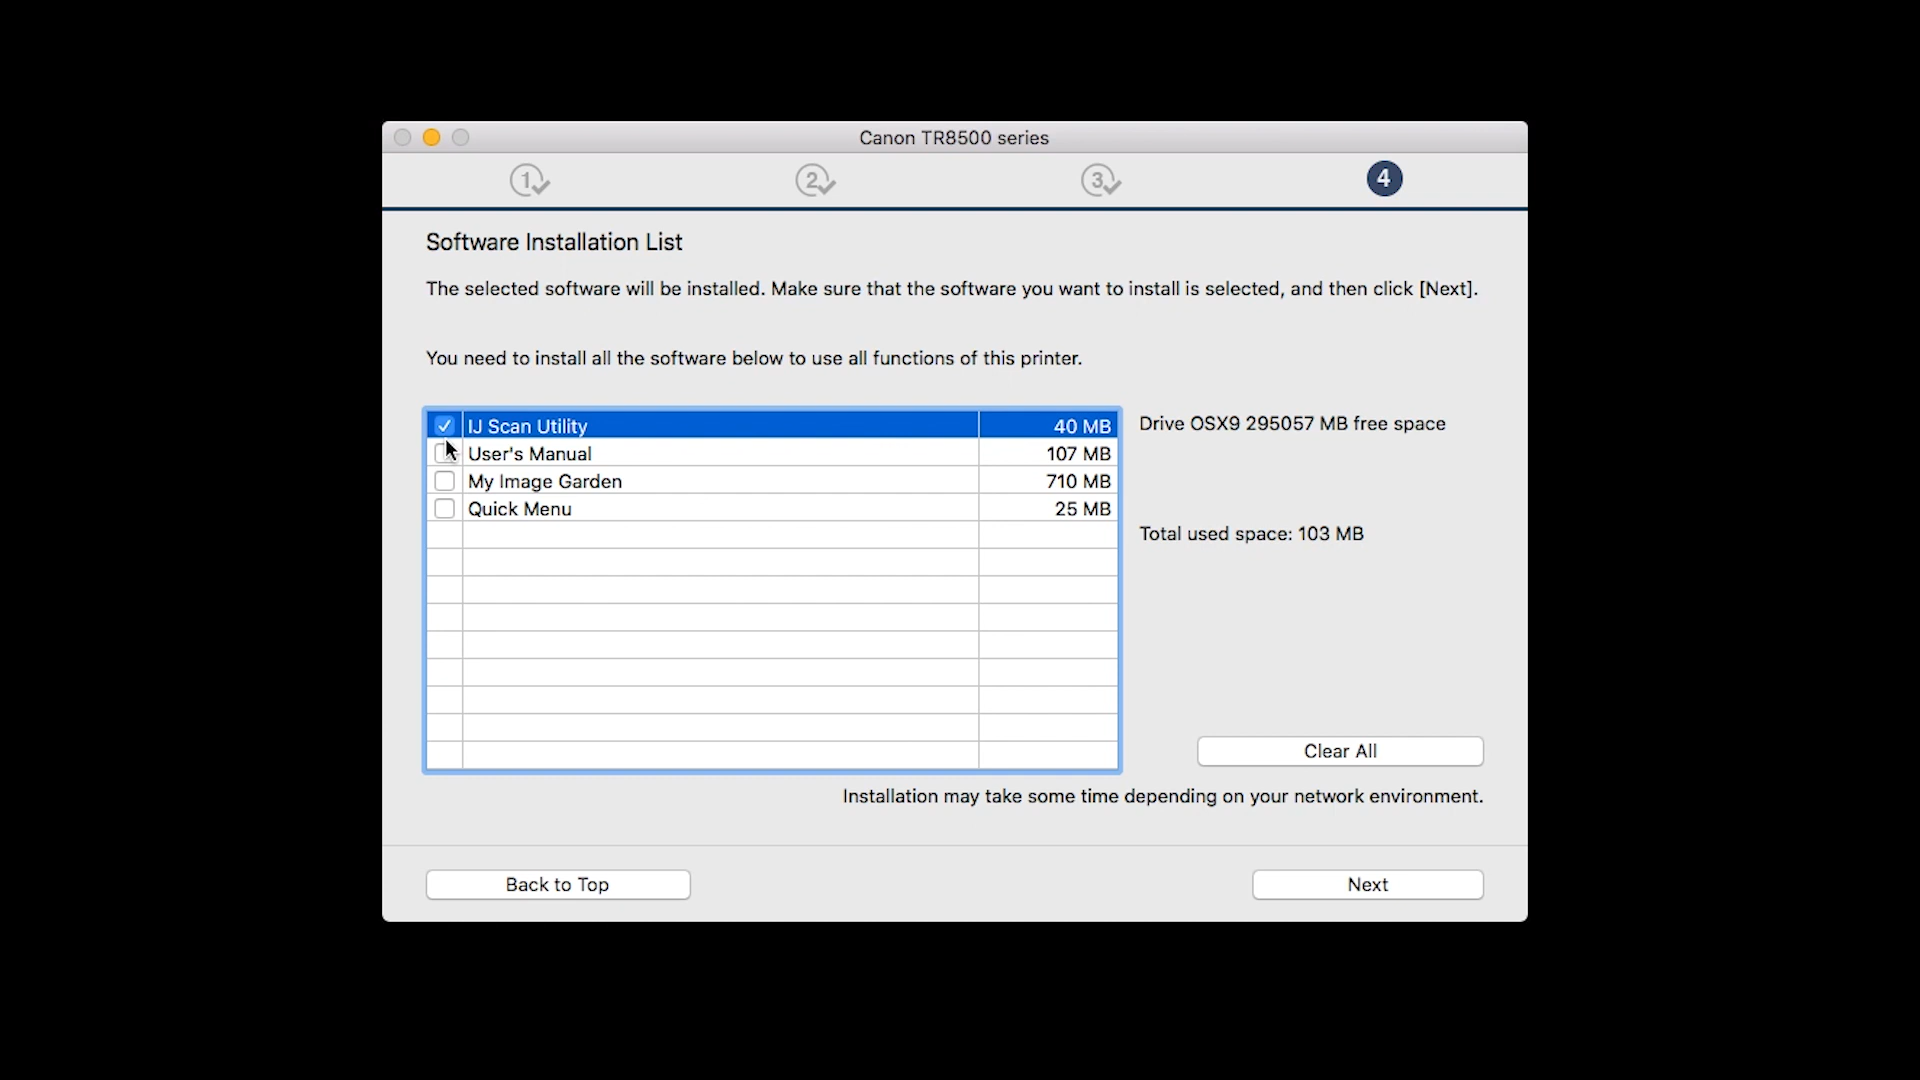 Canon TR8500 series
1
2
3
4
Software Installation List
The selected software will be installed. Make sure that the software you want to install is selected, and then click [Next].
You need to install all the software below to use all functions of this printer.
IJ Scan Utility 40 MB
User's Manual 107 MB
My Image Garden 710 MB
Quick Menu 25 MB
Drive OSX9 295057 MB free space
Total used space: 103 MB
Clear All
Installation may take some time depending on your network environment.
Back to Top
Next